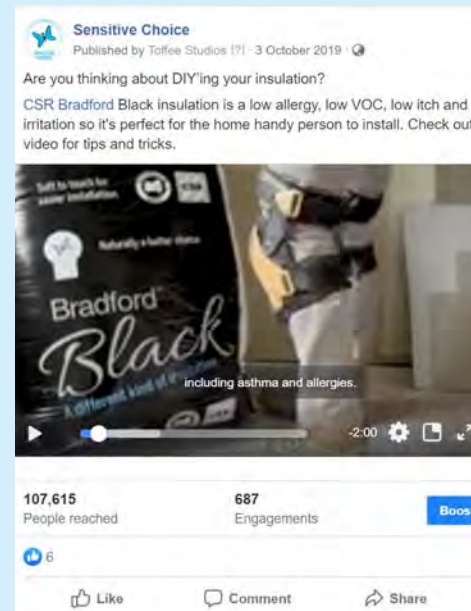 Sensitive Choice
Published by Toffee Studios [?] · 3 October 2019 ·
Are you thinking about DIY'ing your insulation?
CSR Bradford Black insulation is a low allergy, low VOC, low itch and
irritation so it's perfect for the home handy person to install. Check out
video for tips and tricks.
Soft to touch for
easier installation
CSR
Naturally a better choice
Bradford
Black
A different kind of
including asthma and allergies.
-2:00
107,615
People reached
687
Engagements
Boos
6
Like
Comment
Share